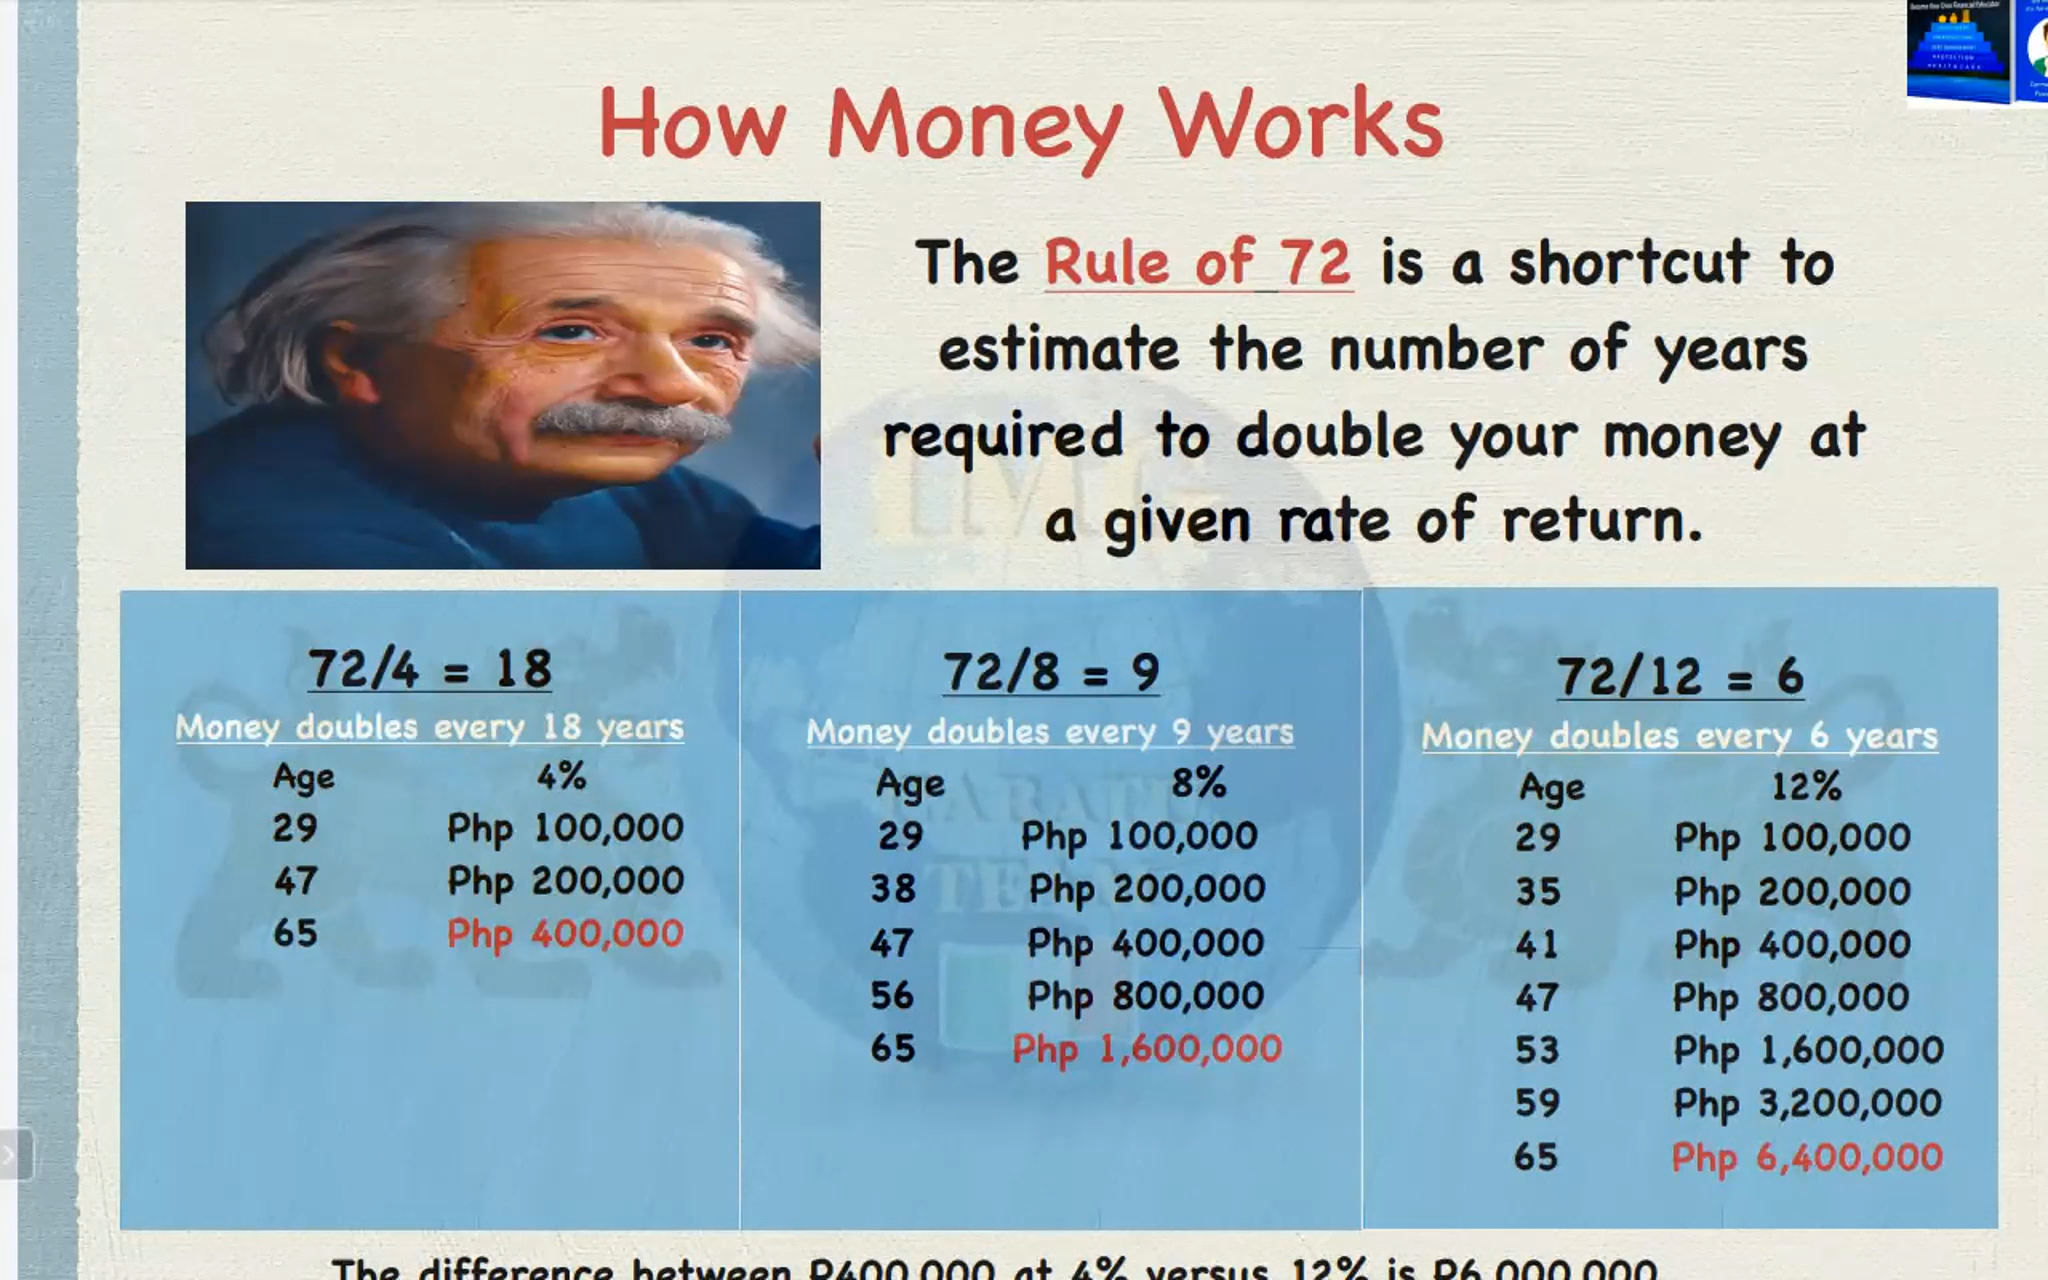 How Money Works
The Rule of 72 is a shortcut to
estimate the number of years
required to double your money at
a given rate of return.
72/4 = 18
Money doubles every 18 years
Age 4%
29 Php 100,000
47 Php 200,000
65 Php 400,000
72/8 = 9
Money doubles every 9 years
Age 8%
29 Php 100,000
38 Php 200,000
47 Php 400,000
56 Php 800,000
65 Php 1,600,000
72/12 = 6
Money doubles every 6 years
Age 12%
29 Php 100,000
35 Php 200,000
41 Php 400,000
47 Php 800,000
53 Php 1,600,000
59 Php 3,200,000
65 Php 6,400,000
The difference between P400,000 at 4% versus 12% is P6,000,000
IMG
TEAM
PROTECTION